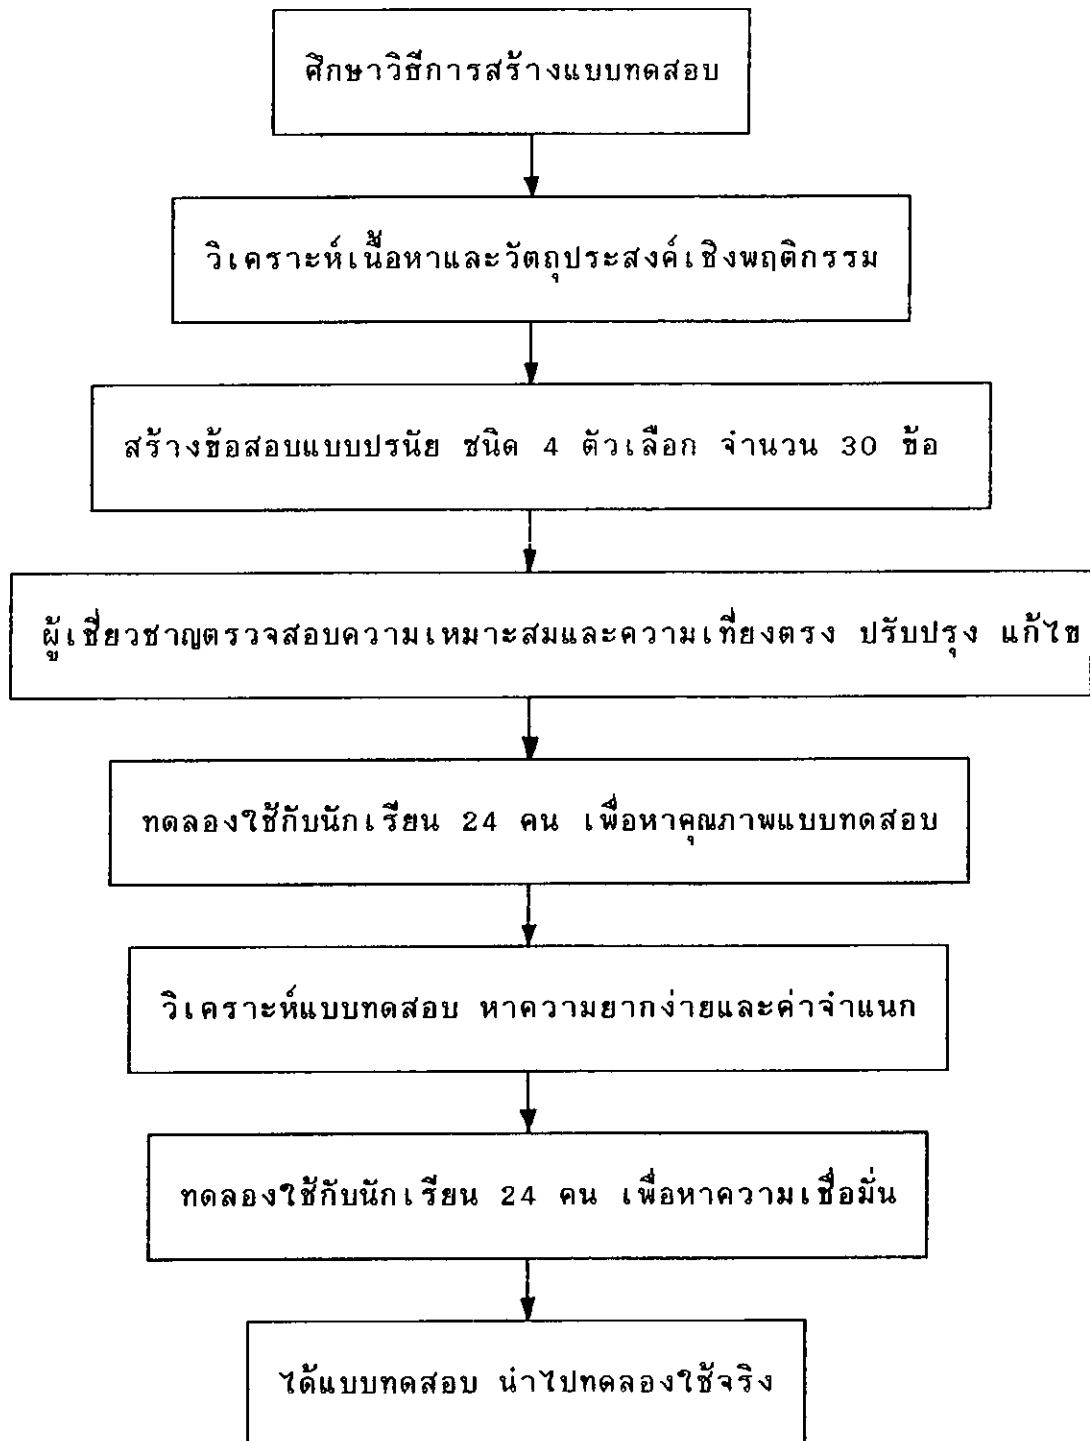 ศึกษาวิธีการสร้างแบบทดสอบ
วิเคราะห์เนื้อหาและวัตถุประสงค์เชิงพฤติกรรม
สร้างข้อสอบแบบปรนัย ชนิด 4 ตัวเลือก จำนวน 30 ข้อ
ผู้เชี่ยวชาญตรวจสอบความเหมาะสมและความเที่ยงตรง ปรับปรุง แก้ไข
ทดลองใช้กับนักเรียน 24 คน เพื่อหาคุณภาพแบบทดสอบ
วิเคราะห์แบบทดสอบ หาความยากง่ายและค่าจำแนก
ทดลองใช้กับนักเรียน 24 คน เพื่อหาความเชื่อมั่น
ได้แบบทดสอบ นำไปทดลองใช้จริง